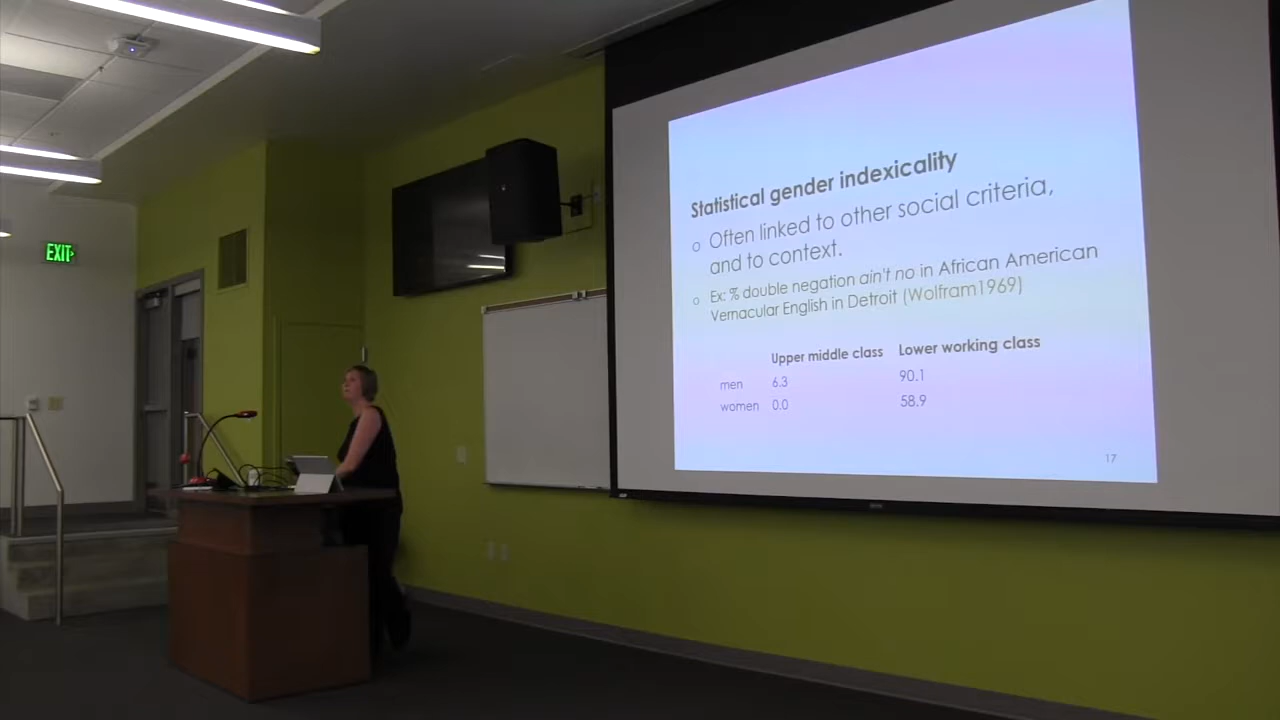 EXIT
Statistical gender indexicality
o Often linked to other social criteria,
and to context.
o Ex: % double negation ain't no in African American
Vernacular English in Detroit (Wolfram1969)
Upper middle class Lower working class
men 6.3 90.1
women 0.0 58.9
17